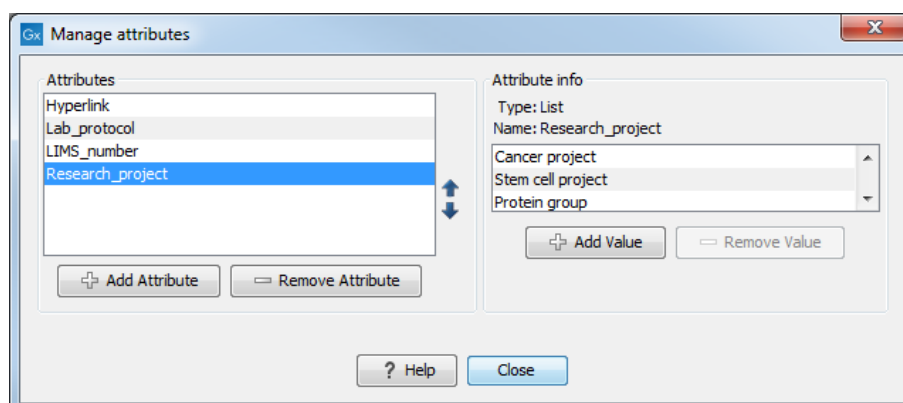 Gx Manage attributes
Attributes
Hyperlink
Lab_protocol
LIMS_number
Research_project
Add Attribute
Remove Attribute
Attribute info
Type: List
Name: Research_project
Cancer project
Stem cell project
Protein group
Add Value
Remove Value
? Help
Close